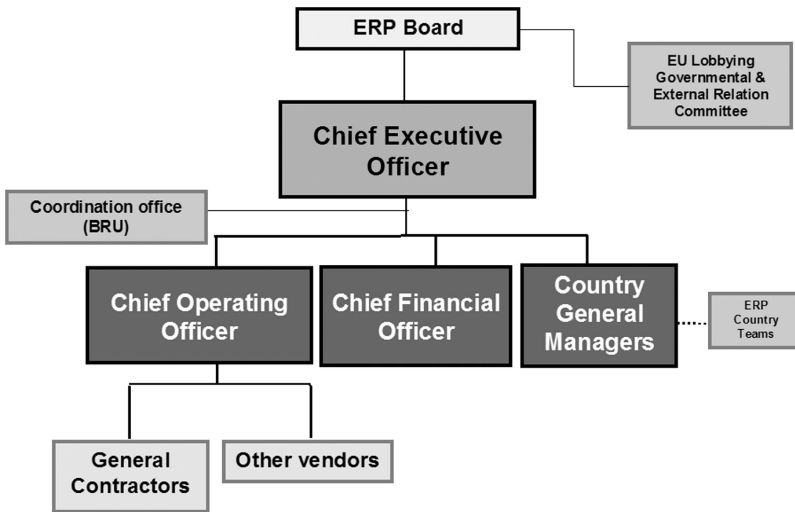 ERP Board
EU Lobbying
Governmental &
External Relation
Committee
Chief Executive
Officer
Coordination office
(BRU)
Chief Operating
Officer
Chief Financial
Officer
Country
General
Managers
ERP
Country
Teams
General
Contractors
Other vendors